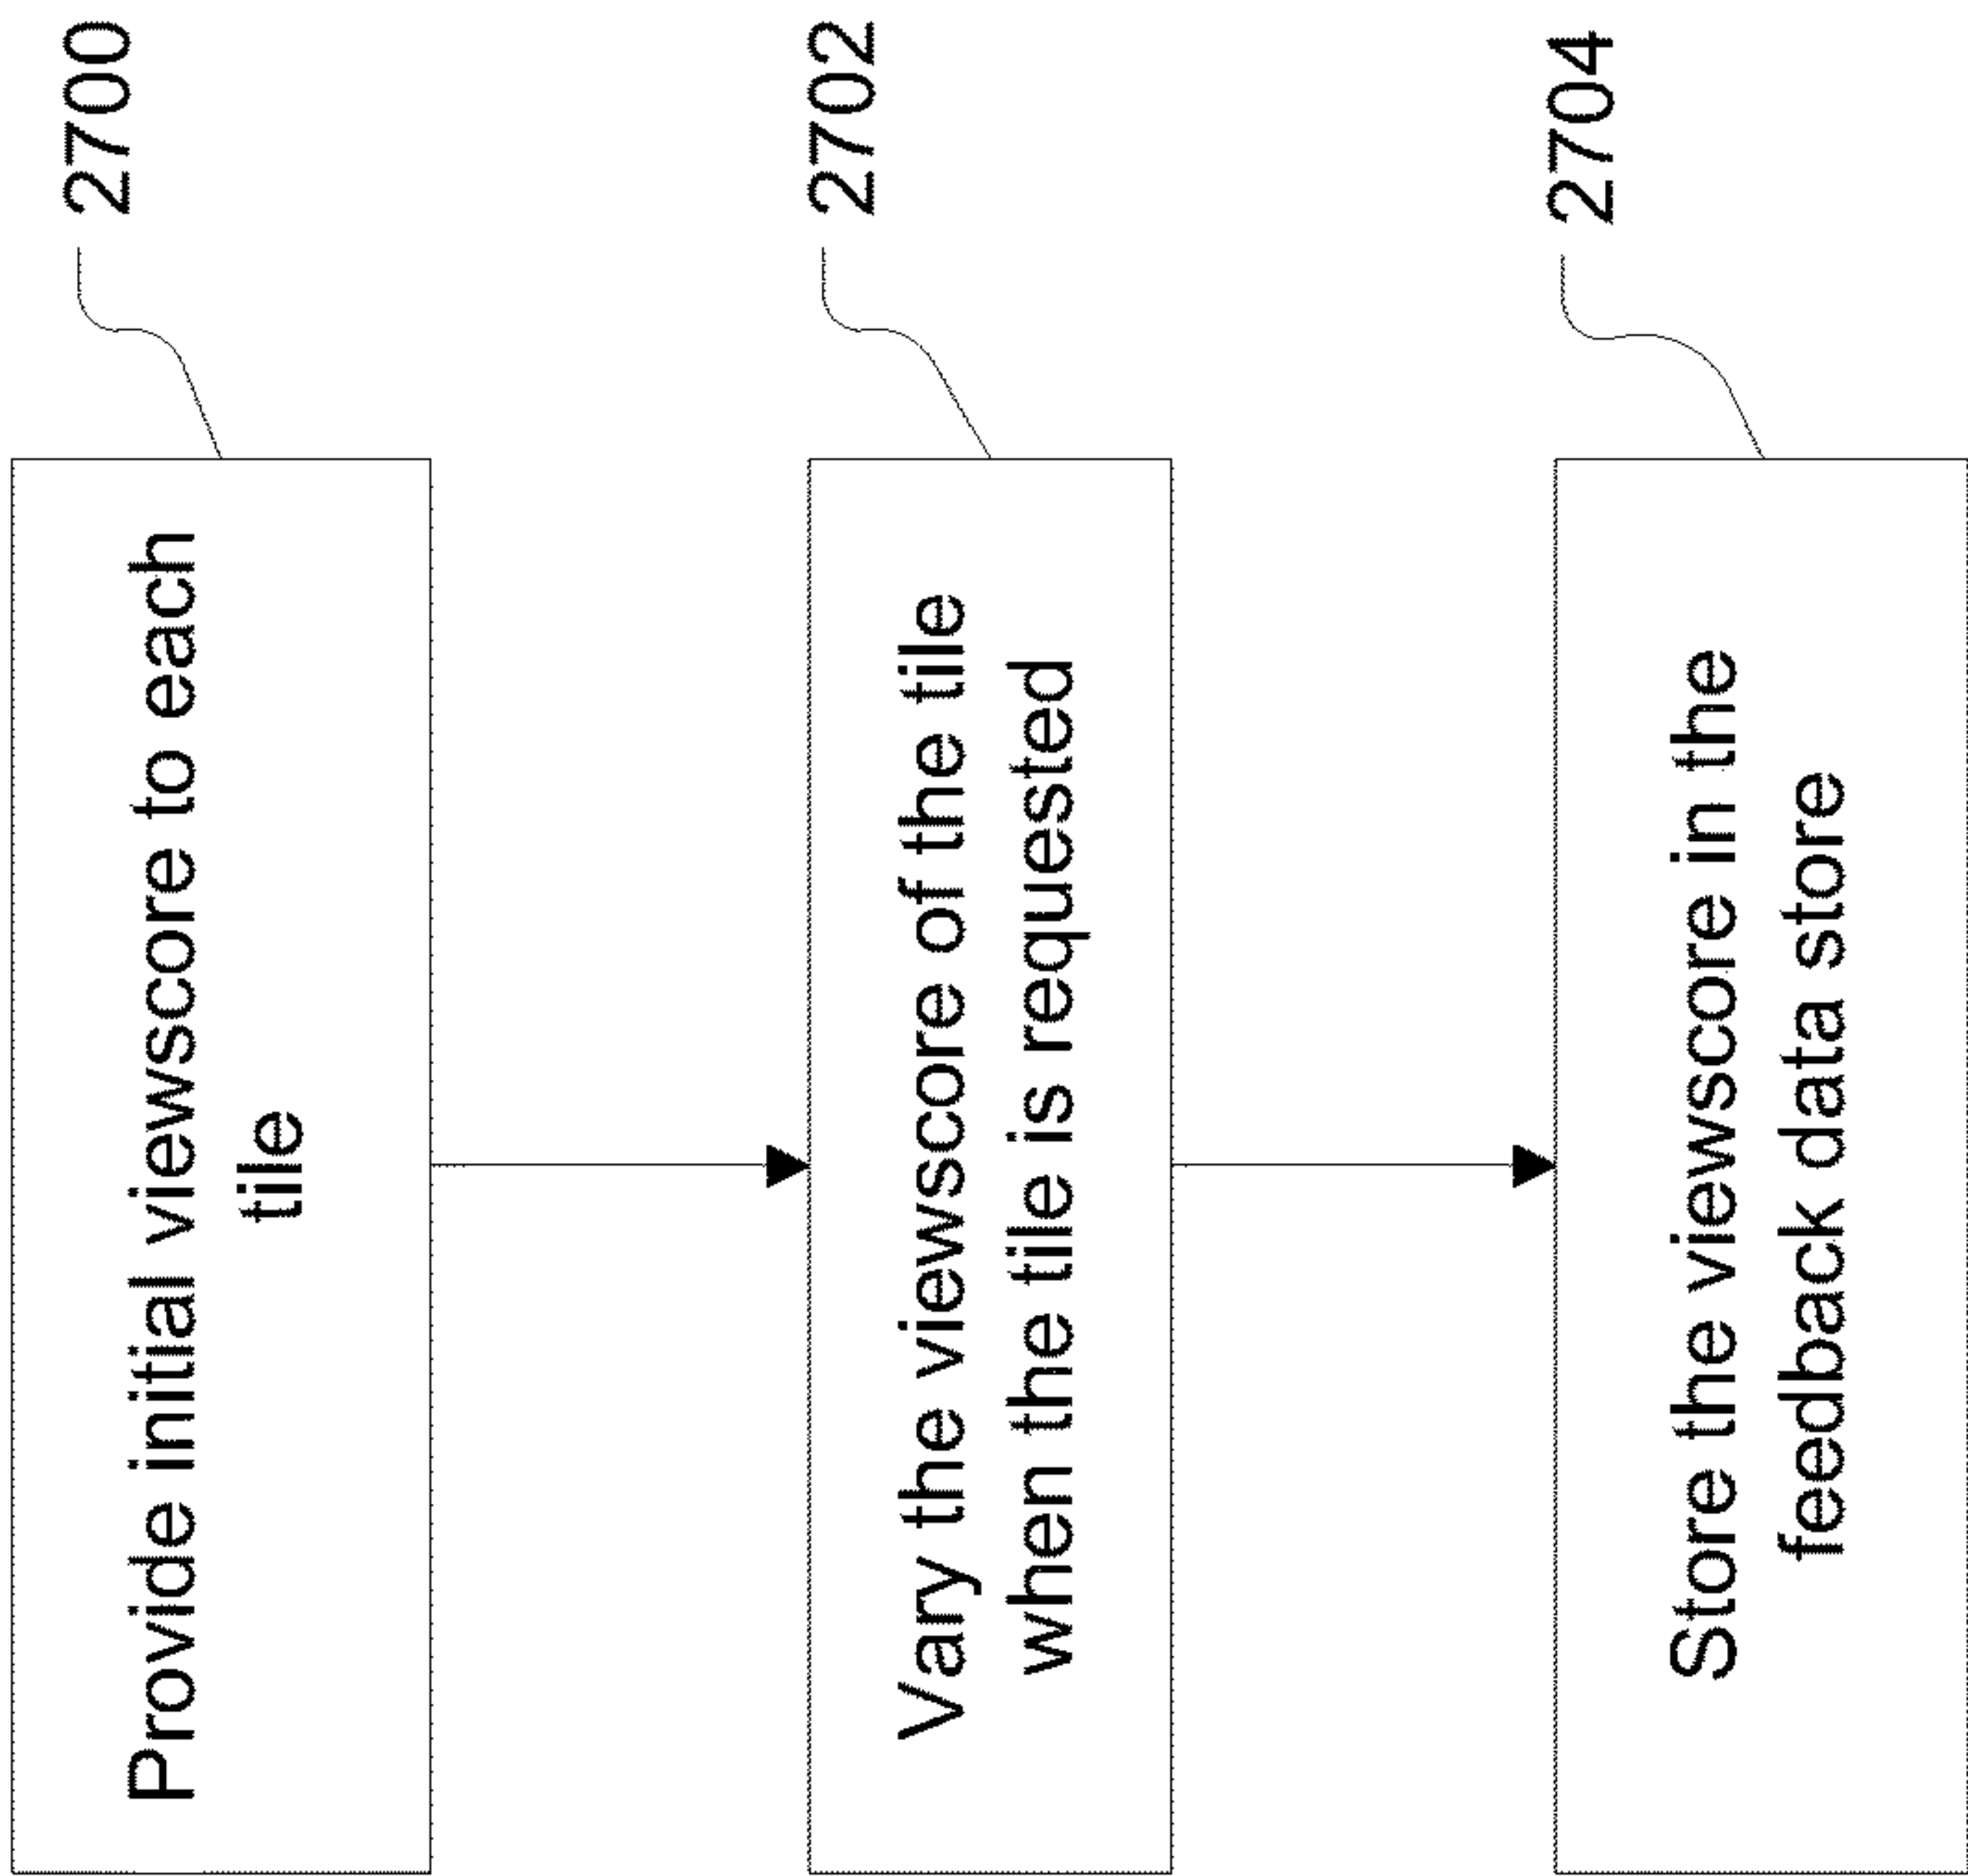 Provide initial viewscore to each
tile
2700
Vary the viewscore of the tile
when the tile is requested
2702
Store the viewscore in the
feedback data store
2704